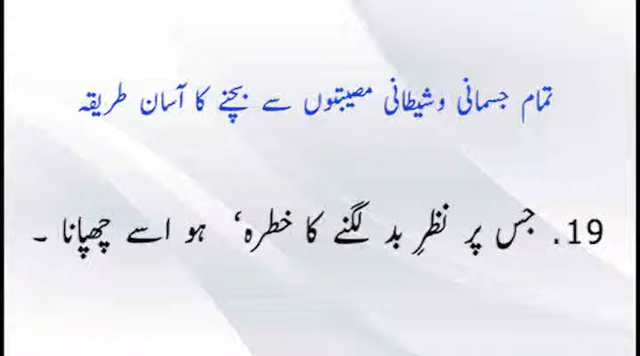 تمام جسمانی وشیطانی مصیبتوں سے بچنے کا آسان طریقہ
19. جس پر نظرِ بد لگنے کا خطرہ‘ ہو اسے چھپانا ۔